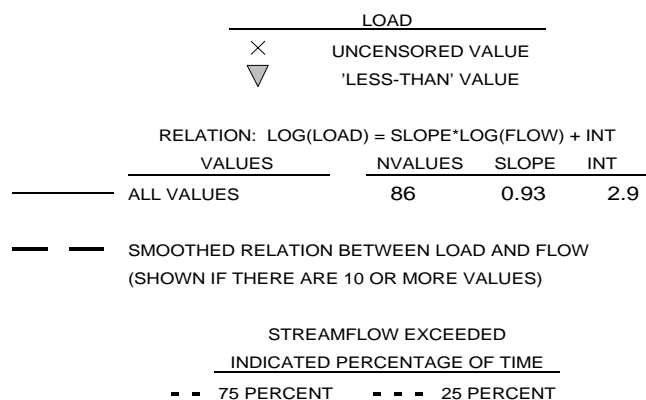 LOAD
UNCENSORED VALUE
'LESS-THAN' VALUE
RELATION: LOG(LOAD) = SLOPE*LOG(FLOW) + INT
VALUES NVALUES SLOPE INT
ALL VALUES 86 0.93 2.9
SMOOTHED RELATION BETWEEN LOAD AND FLOW
(SHOWN IF THERE ARE 10 OR MORE VALUES)
STREAMFLOW EXCEEDED
INDICATED PERCENTAGE OF TIME
75 PERCENT 25 PERCENT